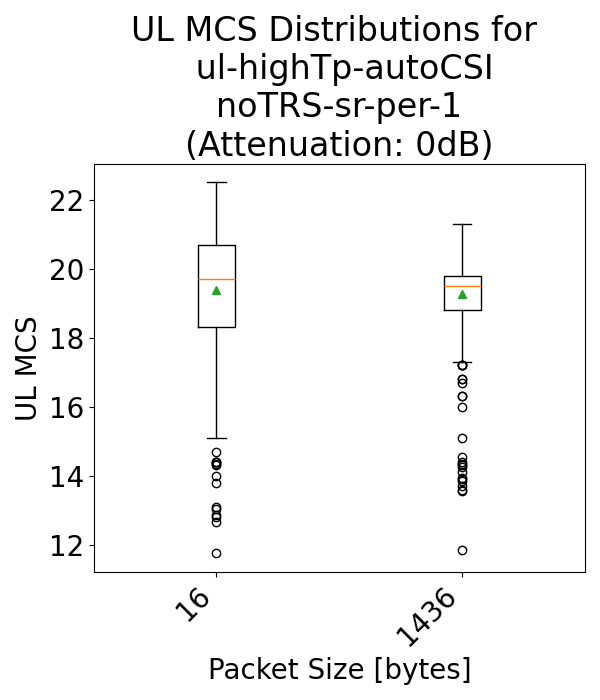 UL MCS Distributions for
ul-highTp-autoCSI
noTRS-sr-per-1
(Attenuation: 0dB)
22
20
18
16
14
12
UL MCS
16
1436
Packet Size [bytes]